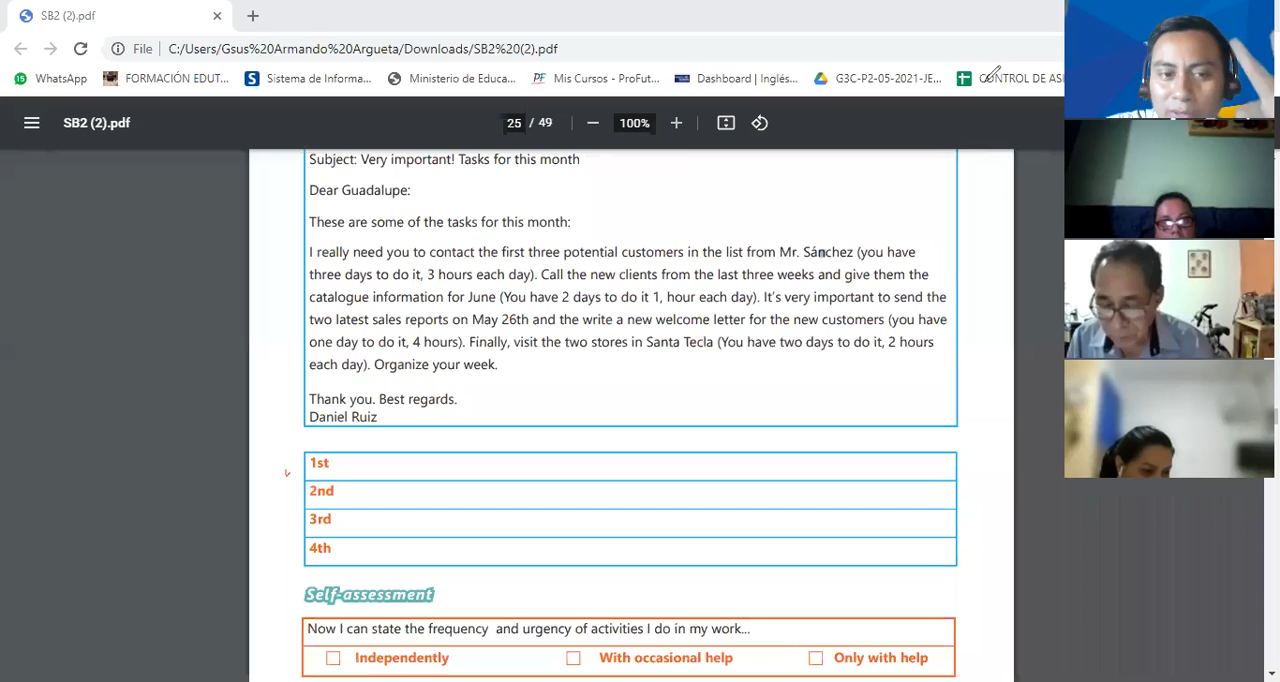 SB2 (2).pdf
File C:/Users/Gsus%20Armando%20Argueta/Downloads/SB2%20(2).pdf
WhatsApp FORMACIÓN EDUT... Sistema de Informa... Ministerio de Educa... Mis Cursos - ProFut... Dashboard | Inglés,... G3C-P2-05-2021-JE... CONTROL DE ASI
SB2 (2).pdf 25 / 49 100%
Subject: Very important! Tasks for this month
Dear Guadalupe:
These are some of the tasks for this month:
I really need you to contact the first three potential customers in the list from Mr. Sánchez (you have
three days to do it, 3 hours each day). Call the new clients from the last three weeks and give them the
catalogue information for June (You have 2 days to do it 1, hour each day). It's very important to send the
two latest sales reports on May 26th and the write a new welcome letter for the new customers (you have
one day to do it, 4 hours). Finally, visit the two stores in Santa Tecla (You have two days to do it, 2 hours
each day). Organize your week.
Thank you. Best regards.
Daniel Ruiz
1st
2nd
3rd
4th
Self-assessment
Now I can state the frequency and urgency of activities I do in my work...
Independently With occasional help Only with help